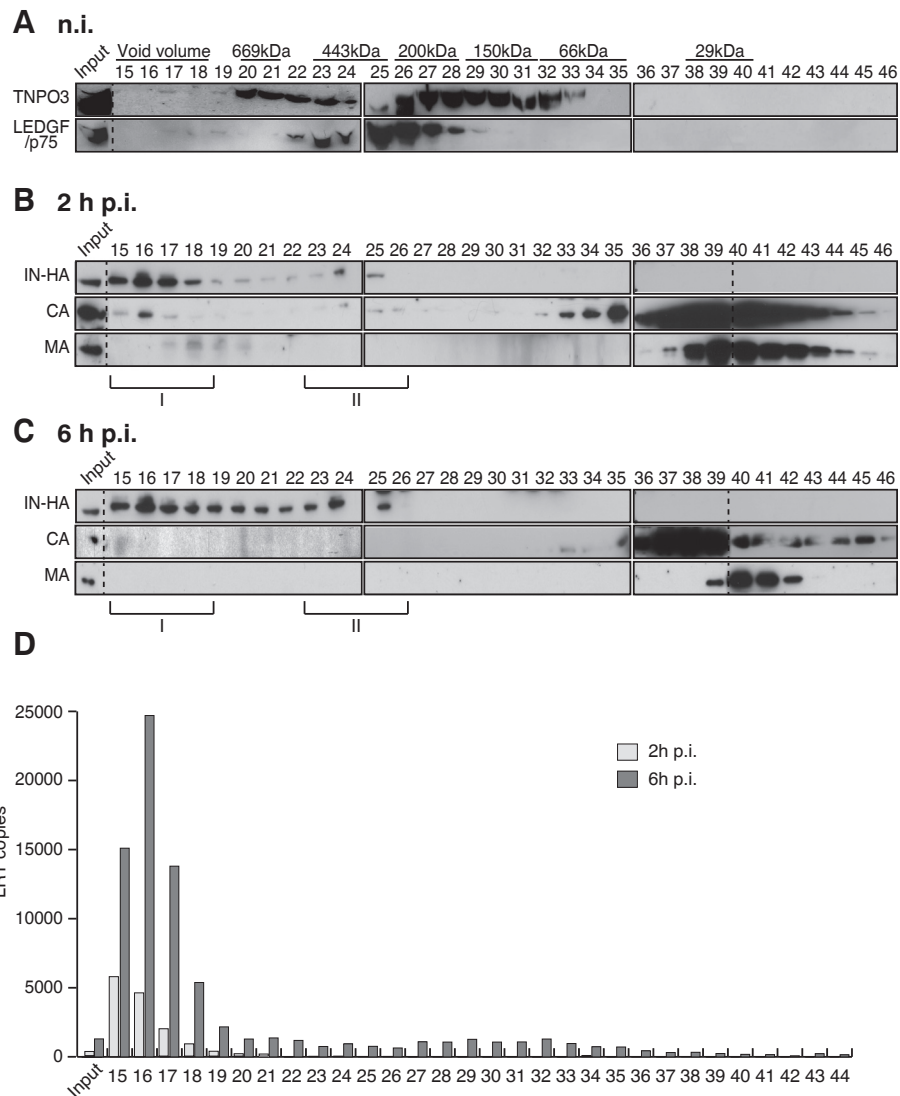 A n.i.
Input Void volume 669kDa 443kDa 200kDa 150kDa 66kDa 29kDa
15 16 17 18 19 20 21 22 23 24 25 26 27 28 29 30 31 32 33 34 35 36 37 38 39 40 41 42 43 44 45 46
TNPO3
LEDGF
/p75
B 2 h p.i.
Input 15 16 17 18 19 20 21 22 23 24 25 26 27 28 29 30 31 32 33 34 35 36 37 38 39 40 41 42 43 44 45 46
IN-HA
CA
MA
I II
C 6 h p.i.
Input 15 16 17 18 19 20 21 22 23 24 25 26 27 28 29 30 31 32 33 34 35 36 37 38 39 40 41 42 43 44 45 46
IN-HA
CA
MA
I II
D
25000
20000
15000
10000
5000
0
copies
2h p.i.
6h p.i.
Input 15 16 17 18 19 20 21 22 23 24 25 26 27 28 29 30 31 32 33 34 35 36 37 38 39 40 41 42 43 44